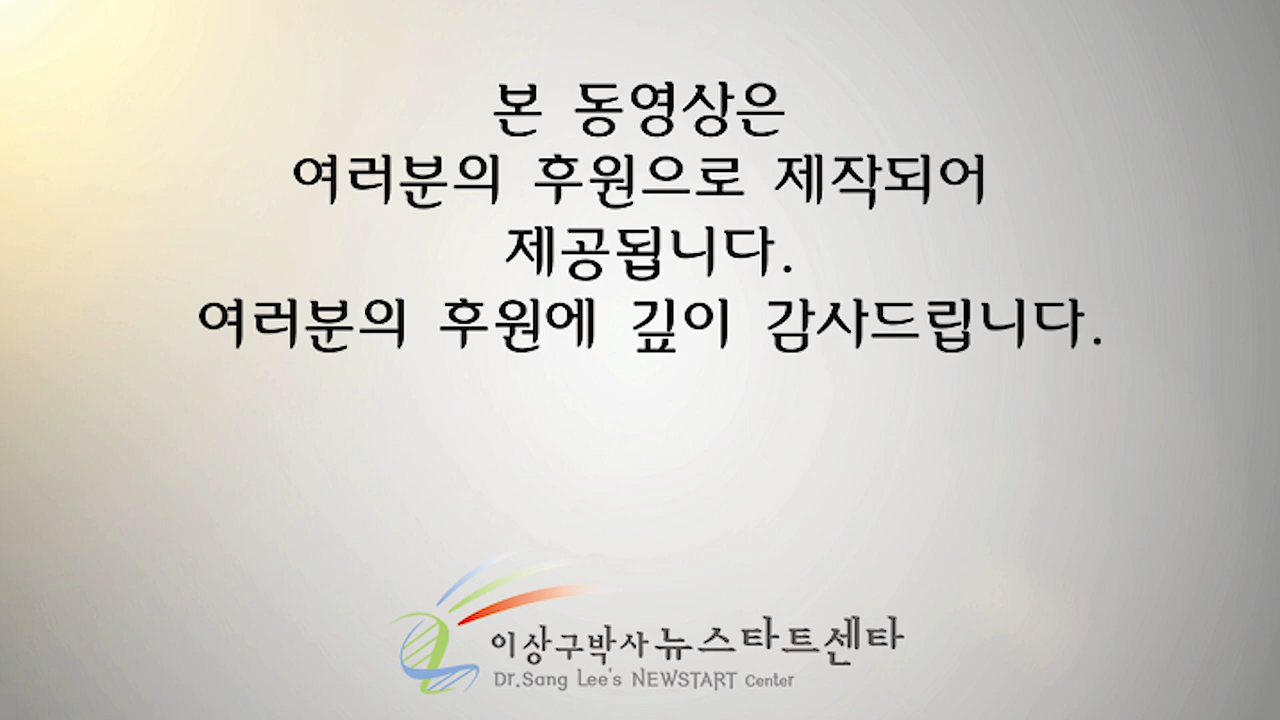 본 동영상은
여러분의 후원으로 제작되어
제공됩니다.
여러분의 후원에 깊이 감사드립니다.
이상구박사뉴스타트센타
Dr.Sang Lee's NEWSTART Center